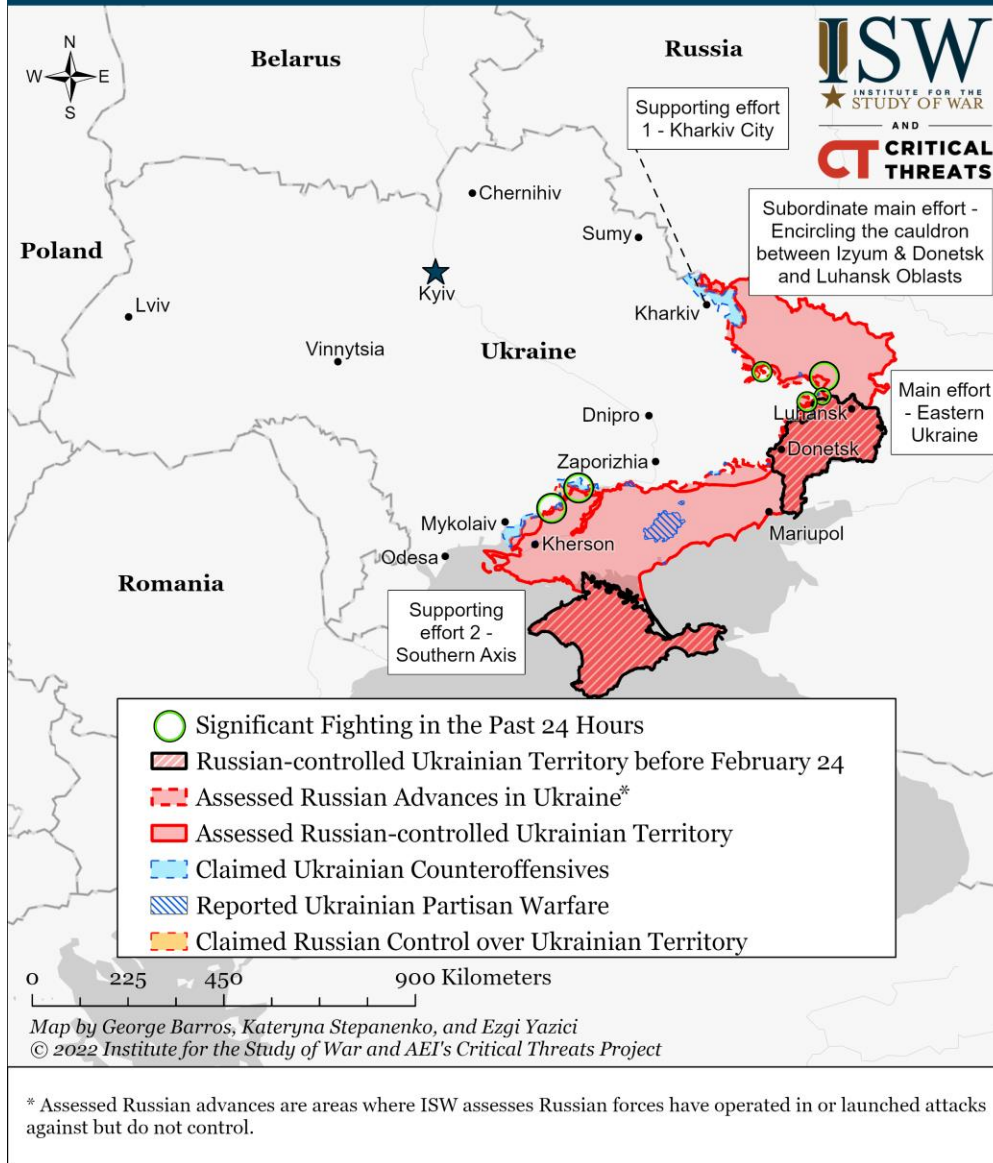 N
W
E
S
Belarus
Russia
ISW
INSTITUTE FOR THE
STUDY OF WAR
AND
CT CRITICAL
THREATS
Supporting effort
1 - Kharkiv City
Chernihiv
Subordinate main effort -
Encircling the cauldron
between Izyum & Donetsk
and Luhansk Oblasts
Sumy
Poland
Kyiv
Lviv
Kharkiv
Vinnytsia
Ukraine
Main effort
- Eastern
Ukraine
Dnipro
Luhansk
Donetsk
Zaporizhia
Mykolaiv
Mariupol
Kherson
Odesa
Romania
Supporting
effort 2 -
Southern Axis
Significant Fighting in the Past 24 Hours
Russian-controlled Ukrainian Territory before February 24
Assessed Russian Advances in Ukraine*
Assessed Russian-controlled Ukrainian Territory
Claimed Ukrainian Counteroffensives
Reported Ukrainian Partisan Warfare
Claimed Russian Control over Ukrainian Territory
0 225 450 900 Kilometers
Map by George Barros, Kateryna Stepanenko, and Ezgi Yazici
© 2022 Institute for the Study of War and AEI's Critical Threats Project
* Assessed Russian advances are areas where ISW assesses Russian forces have operated in or launched attacks
against but do not control.